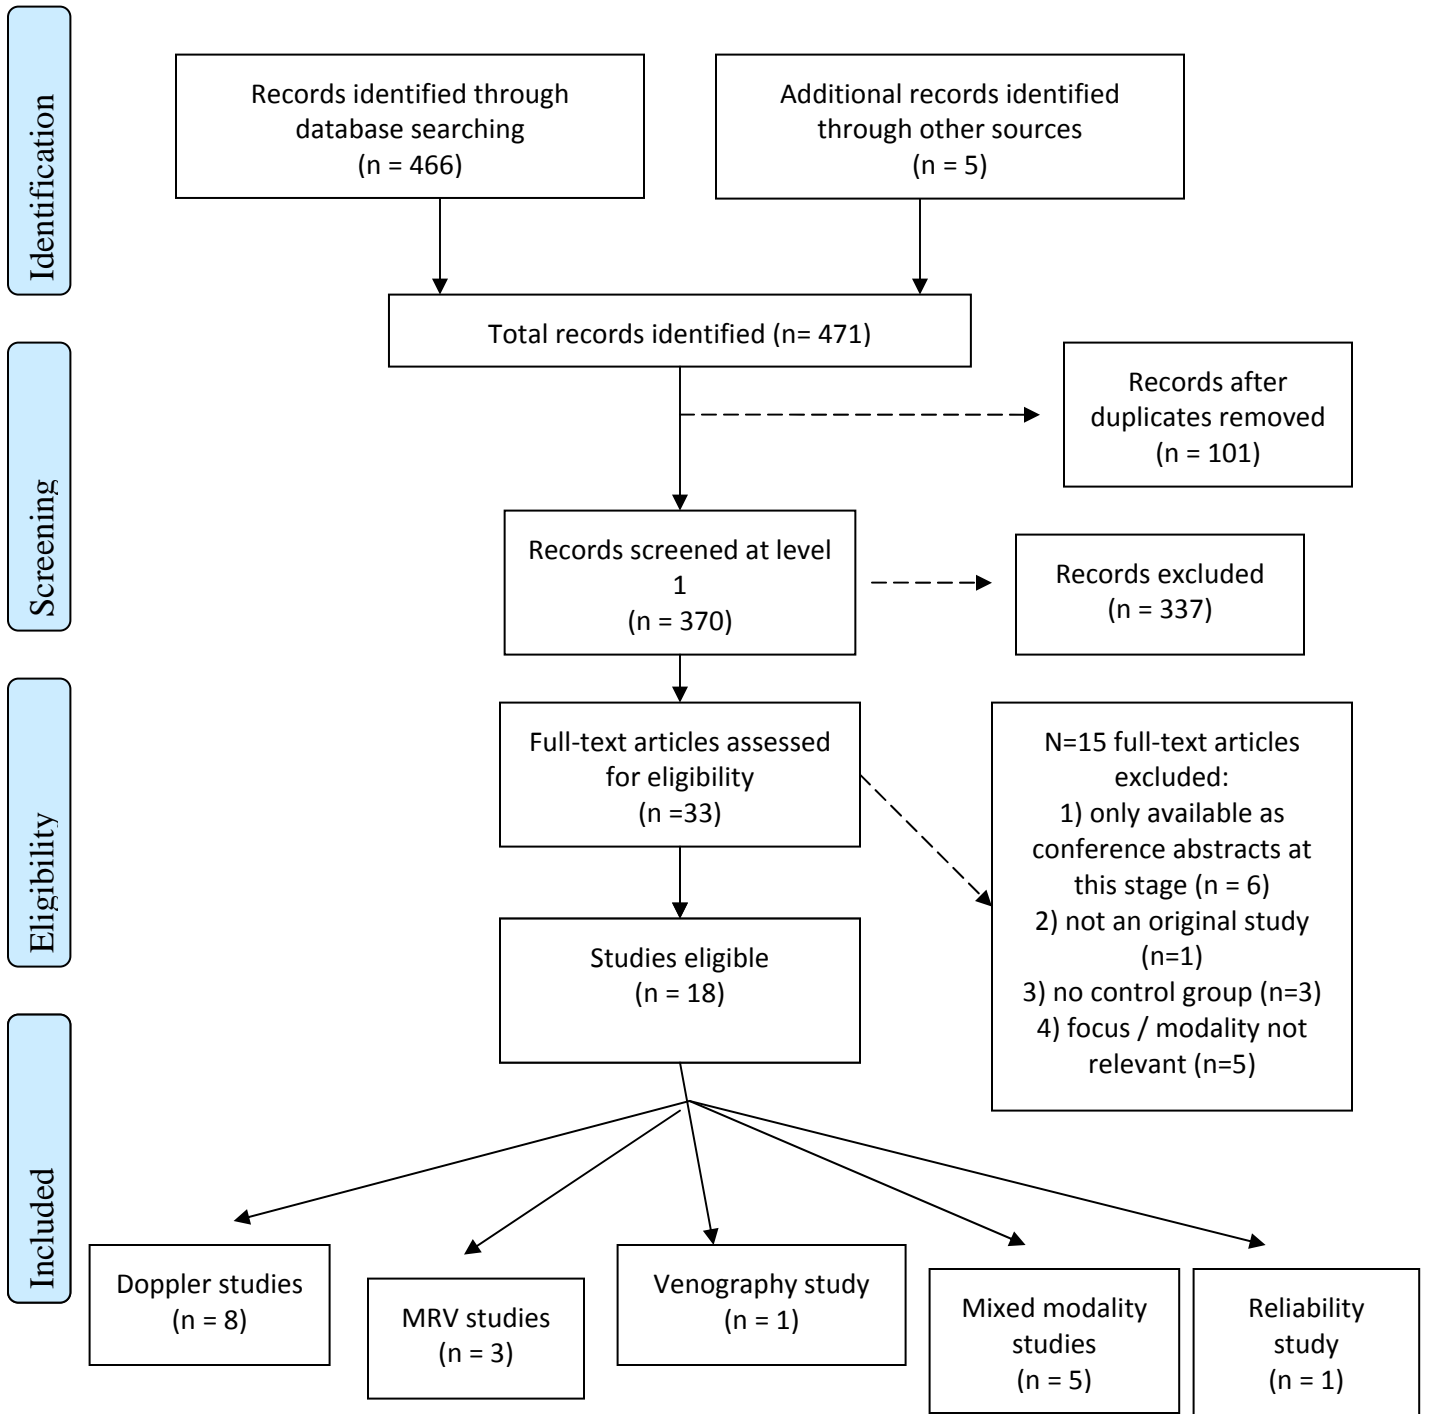 Identification
Records identified through
database searching
(n = 466)
Additional records identified
through other sources
(n = 5)
Total records identified (n= 471)
Screening
Records after
duplicates removed
(n = 101)
Records screened at level
1
(n = 370)
Records excluded
(n = 337)
Eligibility
Full-text articles assessed
for eligibility
(n =33)
N=15 full-text articles
excluded:
1) only available as
conference abstracts at
this stage (n = 6)
2) not an original study
(n=1)
3) no control group (n=3)
4) focus / modality not
relevant (n=5)
Studies eligible
(n = 18)
Included
Doppler studies
(n = 8)
MRV studies
(n = 3)
Venography study
(n = 1)
Mixed modality
studies
(n = 5)
Reliability
study
(n = 1)